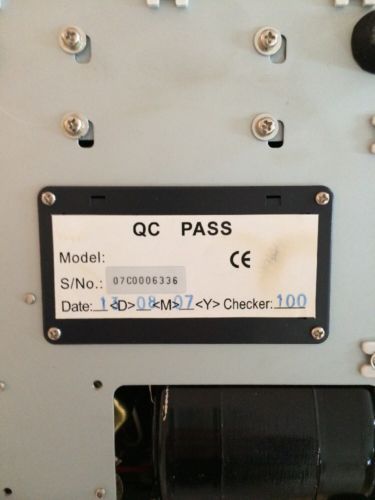 QC PASS
Model: CE
S/No.: 07C0006336
Date: 13 <D> 08 <M> 07 <Y> Checker: 100